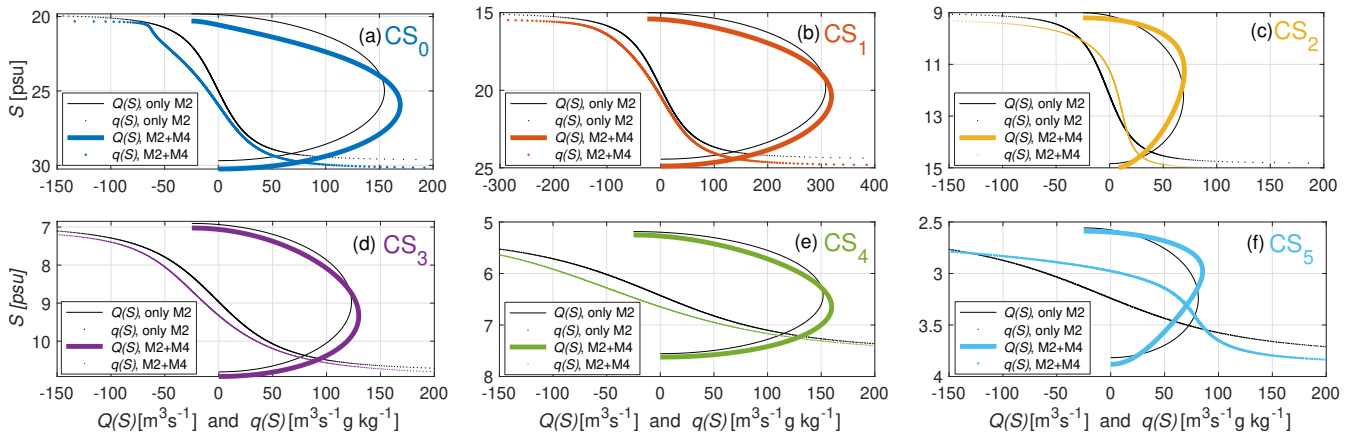 (a) CS0
S [psu]
20
25
30
Q(S), only M2
q(S), only M2
Q(S), M2+M4
q(S), M2+M4
-150 -100 -50 0 50 100 150 200
(b) CS1
15
20
25
Q(S), only M2
q(S), only M2
Q(S), M2+M4
q(S), M2+M4
-300 -200 -100 0 100 200 300 400
(c) CS2
9
11
13
15
Q(S), only M2
q(S), only M2
Q(S), M2+M4
q(S), M2+M4
-150 -100 -50 0 50 100 150 200
(d) CS3
S [psu]
7
8
9
10
Q(S), only M2
q(S), only M2
Q(S), M2+M4
q(S), M2+M4
-150 -100 -50 0 50 100 150 200
Q(S) [m³s⁻¹] and q(S) [m³s⁻¹g kg⁻¹]
(e) CS4
5
6
7
8
Q(S), only M2
q(S), only M2
Q(S), M2+M4
q(S), M2+M4
-150 -100 -50 0 50 100 150 200
Q(S) [m³s⁻¹] and q(S) [m³s⁻¹g kg⁻¹]
(f) CS5
2.5
3
3.5
4
Q(S), only M2
q(S), only M2
Q(S), M2+M4
q(S), M2+M4
-150 -100 -50 0 50 100 150 200
Q(S) [m³s⁻¹] and q(S) [m³s⁻¹g kg⁻¹]